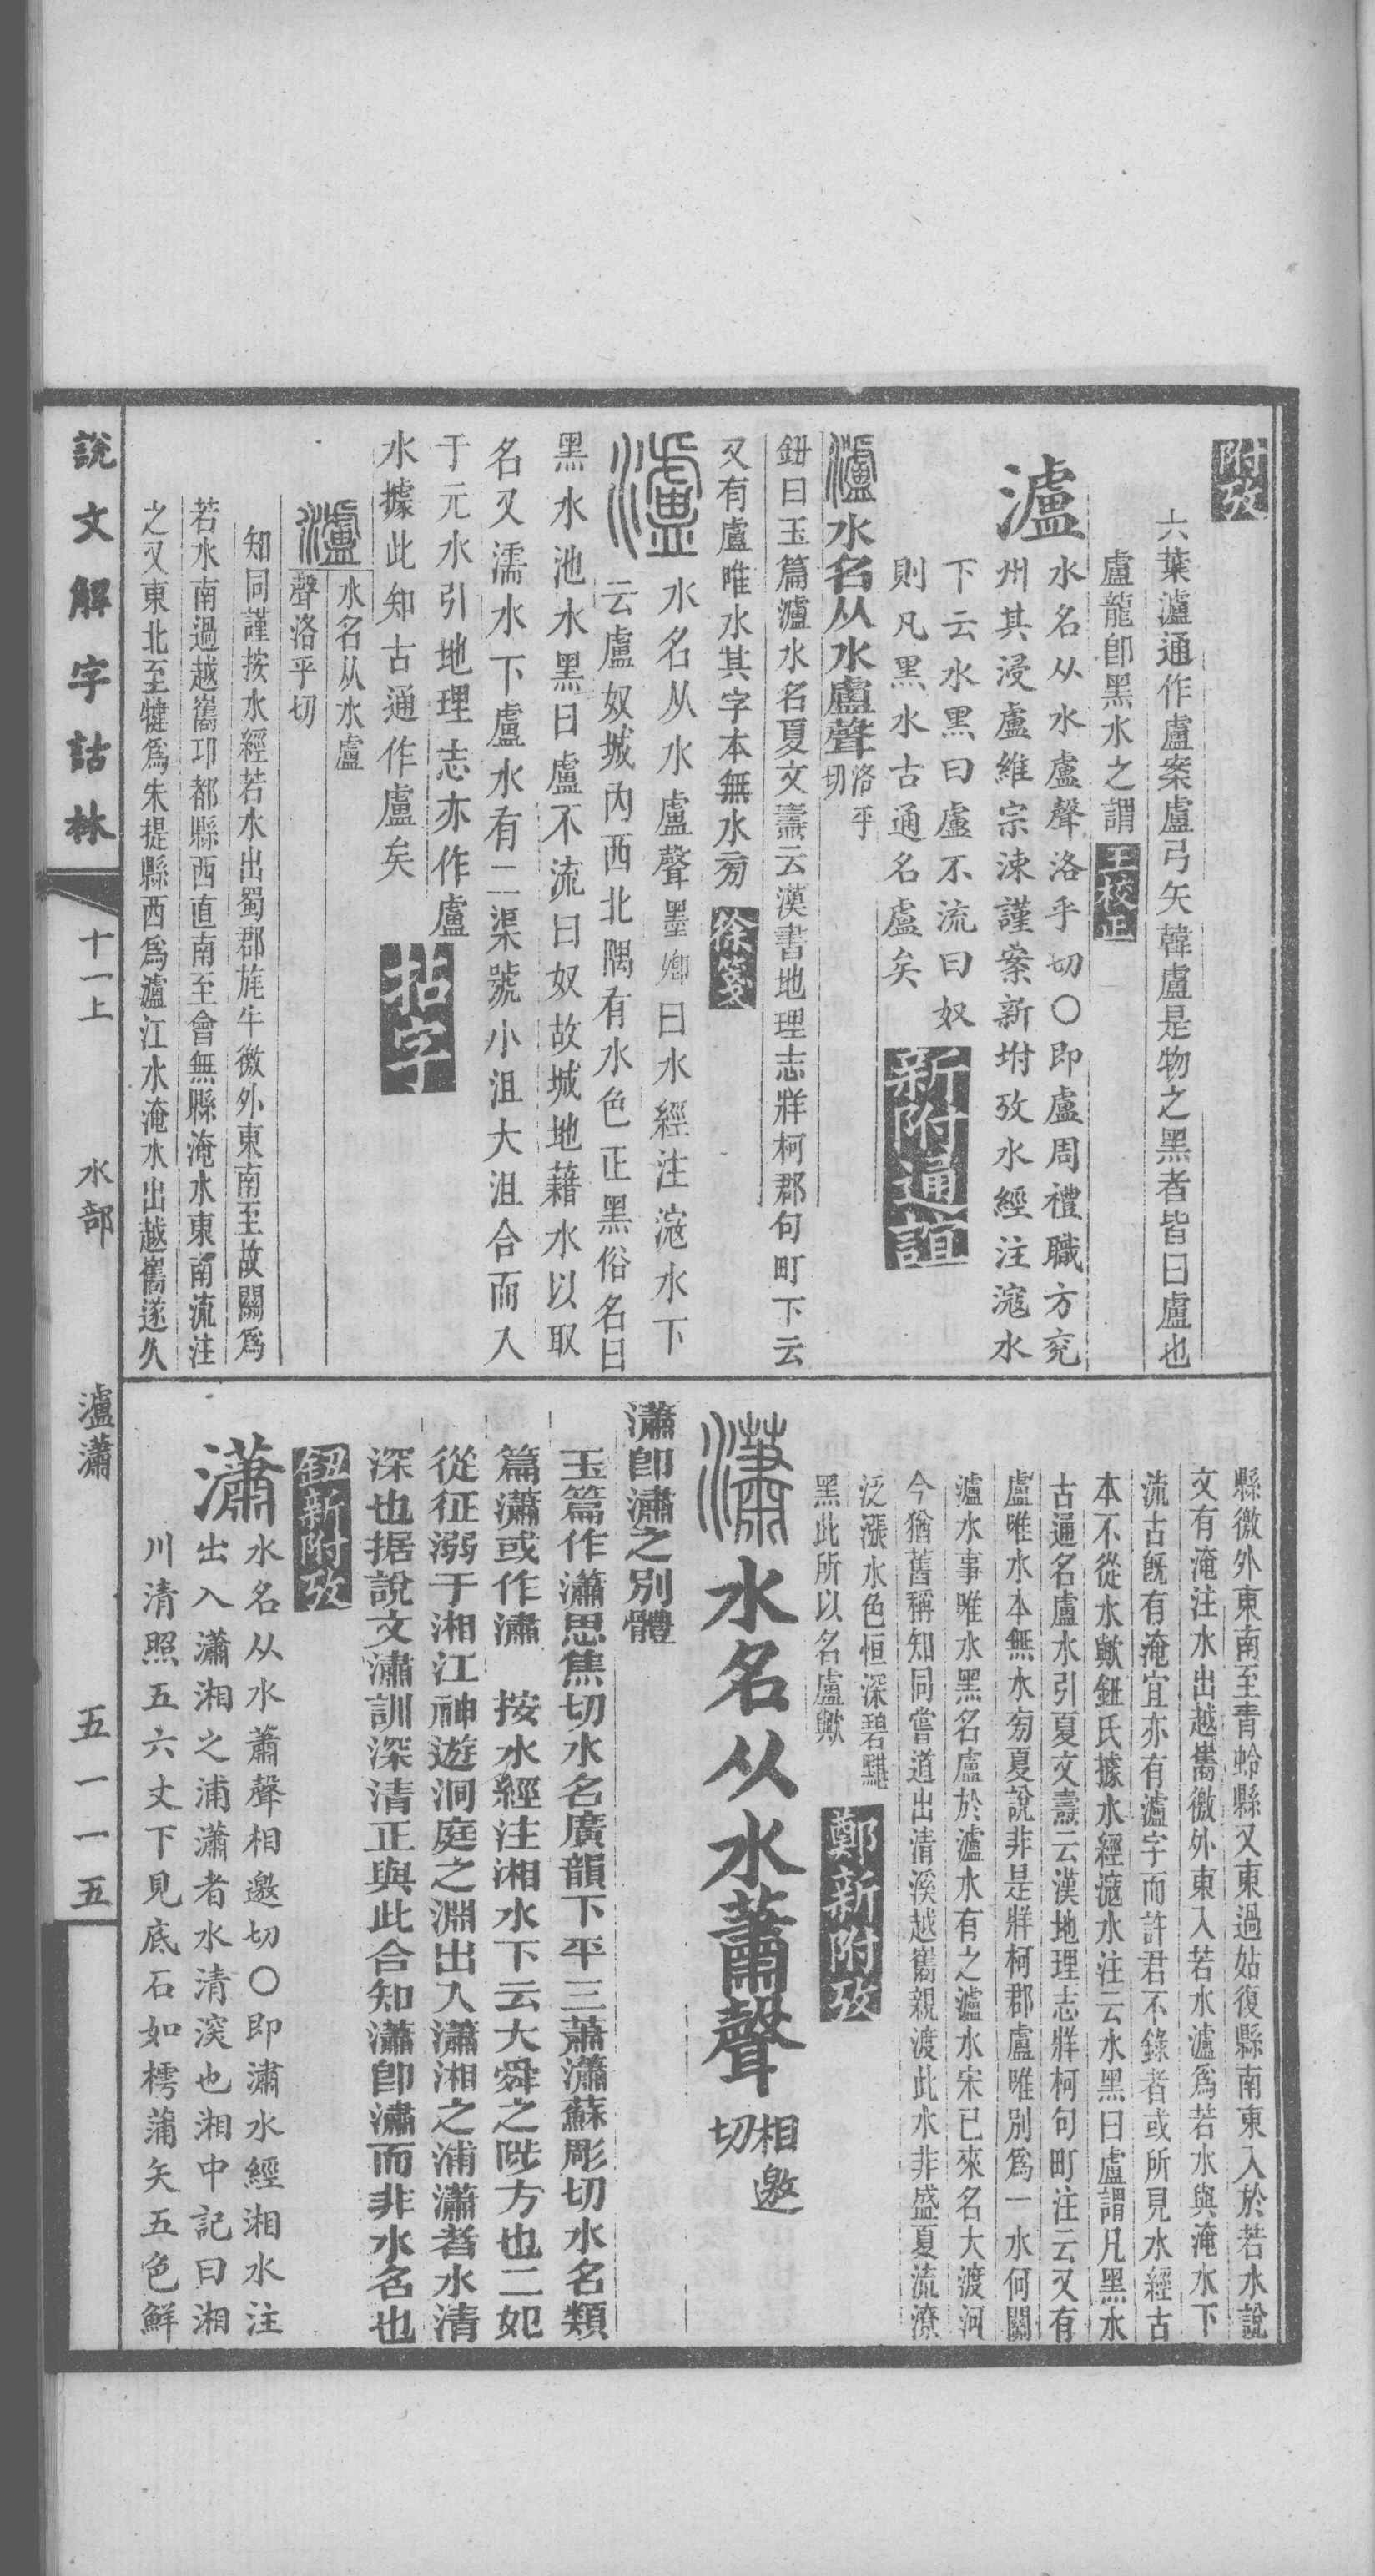 附攷
六葉瀘通作盧案盧弓矢韓盧是物之黑者皆曰盧也
盧龍卽黑水之謂 王校正
瀘
水名从水盧聲洛乎切〇即盧周禮職方兖
州其浸盧維宗涑謹案新坿攷水經注滱水
下云水黑曰盧不流曰奴
則凡黑水古通名盧矣 新附通誼
瀘水名从水盧聲洛乎切
鈕曰玉篇瀘水名夏文燾云漢書地理志牂柯郡句町下云
又有盧唯水其字本無水旁 徐箋
瀘
水名从水盧聲墨卿曰水經注滱水下
云盧奴城內西北隅有水色正黑俗名曰
黑水池水黑曰盧不流曰奴故城地藉水以取
名又濡水下盧水有二渠號小沮大沮合而入
于元水引地理志亦作盧
水據此知古通作盧矣 拈字
瀘
水名从水盧
聲洛乎切
知同謹按水經若水出蜀郡旄牛徼外東南至故關爲
若水南過越巂邛都縣西直南至會無縣淹水東南流注
之又東北至犍爲朱提縣西爲瀘江水淹水出越巂遂久
縣徼外東南至青蛉縣又東過姑復縣南東入於若水說
文有淹注水出越巂徼外東入若水瀘爲若水與淹水下
流古旣有淹宜亦有瀘字而許君不錄者或所見水經古
本不從水歟鈕氏據水經滱水注云水黑曰盧謂凡黑水
古通名盧水引夏文燾云漢地理志牂柯句町注云又有
盧唯水本無水旁夏說非是牂柯郡盧唯別爲一水何關
瀘水事唯水黑名盧於瀘水有之瀘水宋已來名大渡河
今猶舊稱知同嘗道出清溪越巂親渡此水非盛夏流潦
泛漲水色恒深碧黮
黑此所以名盧歟 鄭新附攷
瀟水名从水蕭聲相邀切
瀟卽潚之別體
玉篇作瀟思焦切水名廣韻下平三蕭瀟蘇彫切水名類
篇瀟或作潚 按水經注湘水下云大舜之陟方也二妃
從征溺于湘江神遊洞庭之淵出入瀟湘之浦瀟者水清
深也据說文潚訓深清正與此合知瀟卽潚而非水名也
鈕新附攷
瀟
水名从水蕭聲相邀切〇即潚水經湘水注
出入瀟湘之浦瀟者水清深也湘中記曰湘
川清照五六丈下見底石如樗蒲矢五色鮮
說文解字詁林 十一上 水部 瀘瀟 五一一五